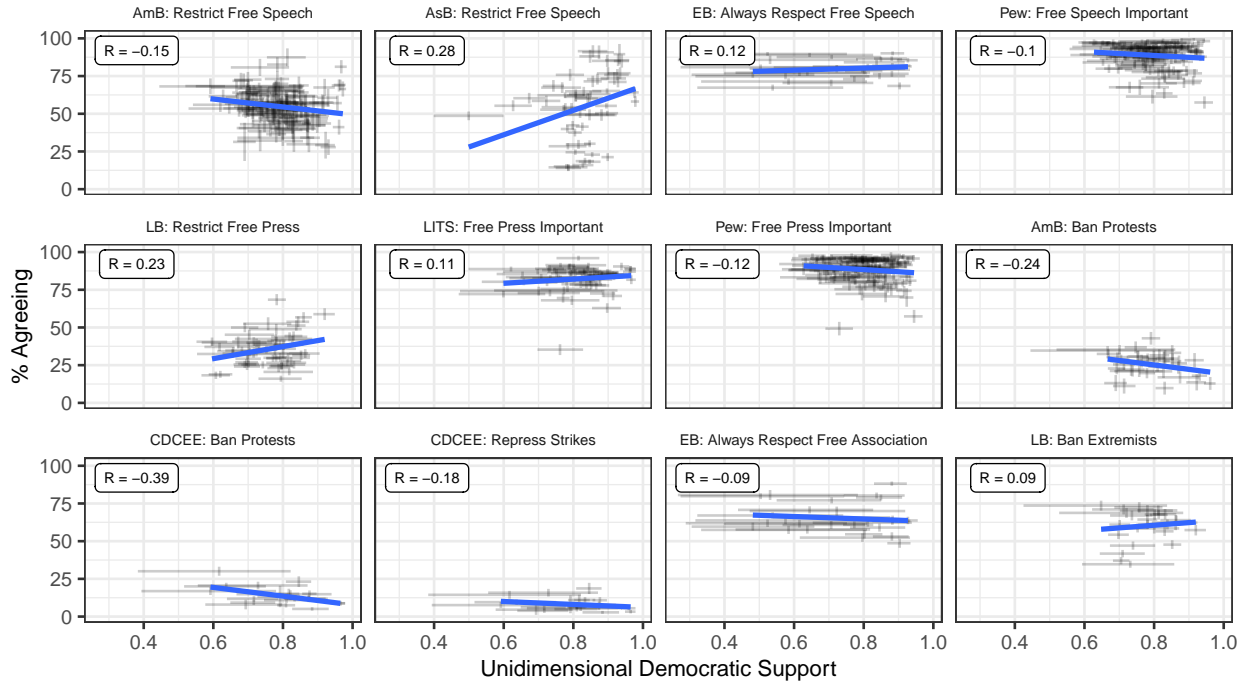 AmB: Restrict Free Speech
AsB: Restrict Free Speech
EB: Always Respect Free Speech
Pew: Free Speech Important
R = −0.15
R = 0.28
R = 0.12
R = −0.1
100
75
50
25
0
LB: Restrict Free Press
LITS: Free Press Important
Pew: Free Press Important
AmB: Ban Protests
R = 0.23
R = 0.11
R = −0.12
R = −0.24
100
75
50
25
0
% Agreeing
CDCEE: Ban Protests
CDCEE: Repress Strikes
EB: Always Respect Free Association
LB: Ban Extremists
R = −0.39
R = −0.18
R = −0.09
R = 0.09
100
75
50
25
0
0.4 0.6 0.8 1.0
0.4 0.6 0.8 1.0
0.4 0.6 0.8 1.0
0.4 0.6 0.8 1.0
Unidimensional Democratic Support